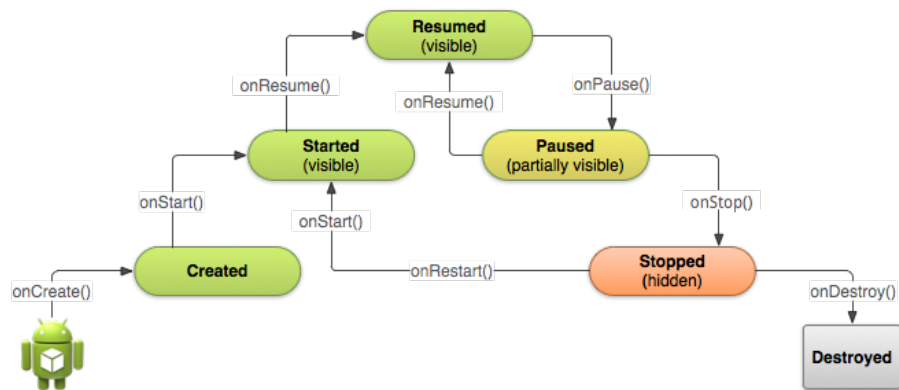 Resumed
(visible)
onResume()
onResume()
onPause()
Started
(visible)
Paused
(partially visible)
onStart()
onStart()
onStop()
Created
onRestart()
Stopped
(hidden)
onCreate()
onDestroy()
Destroyed